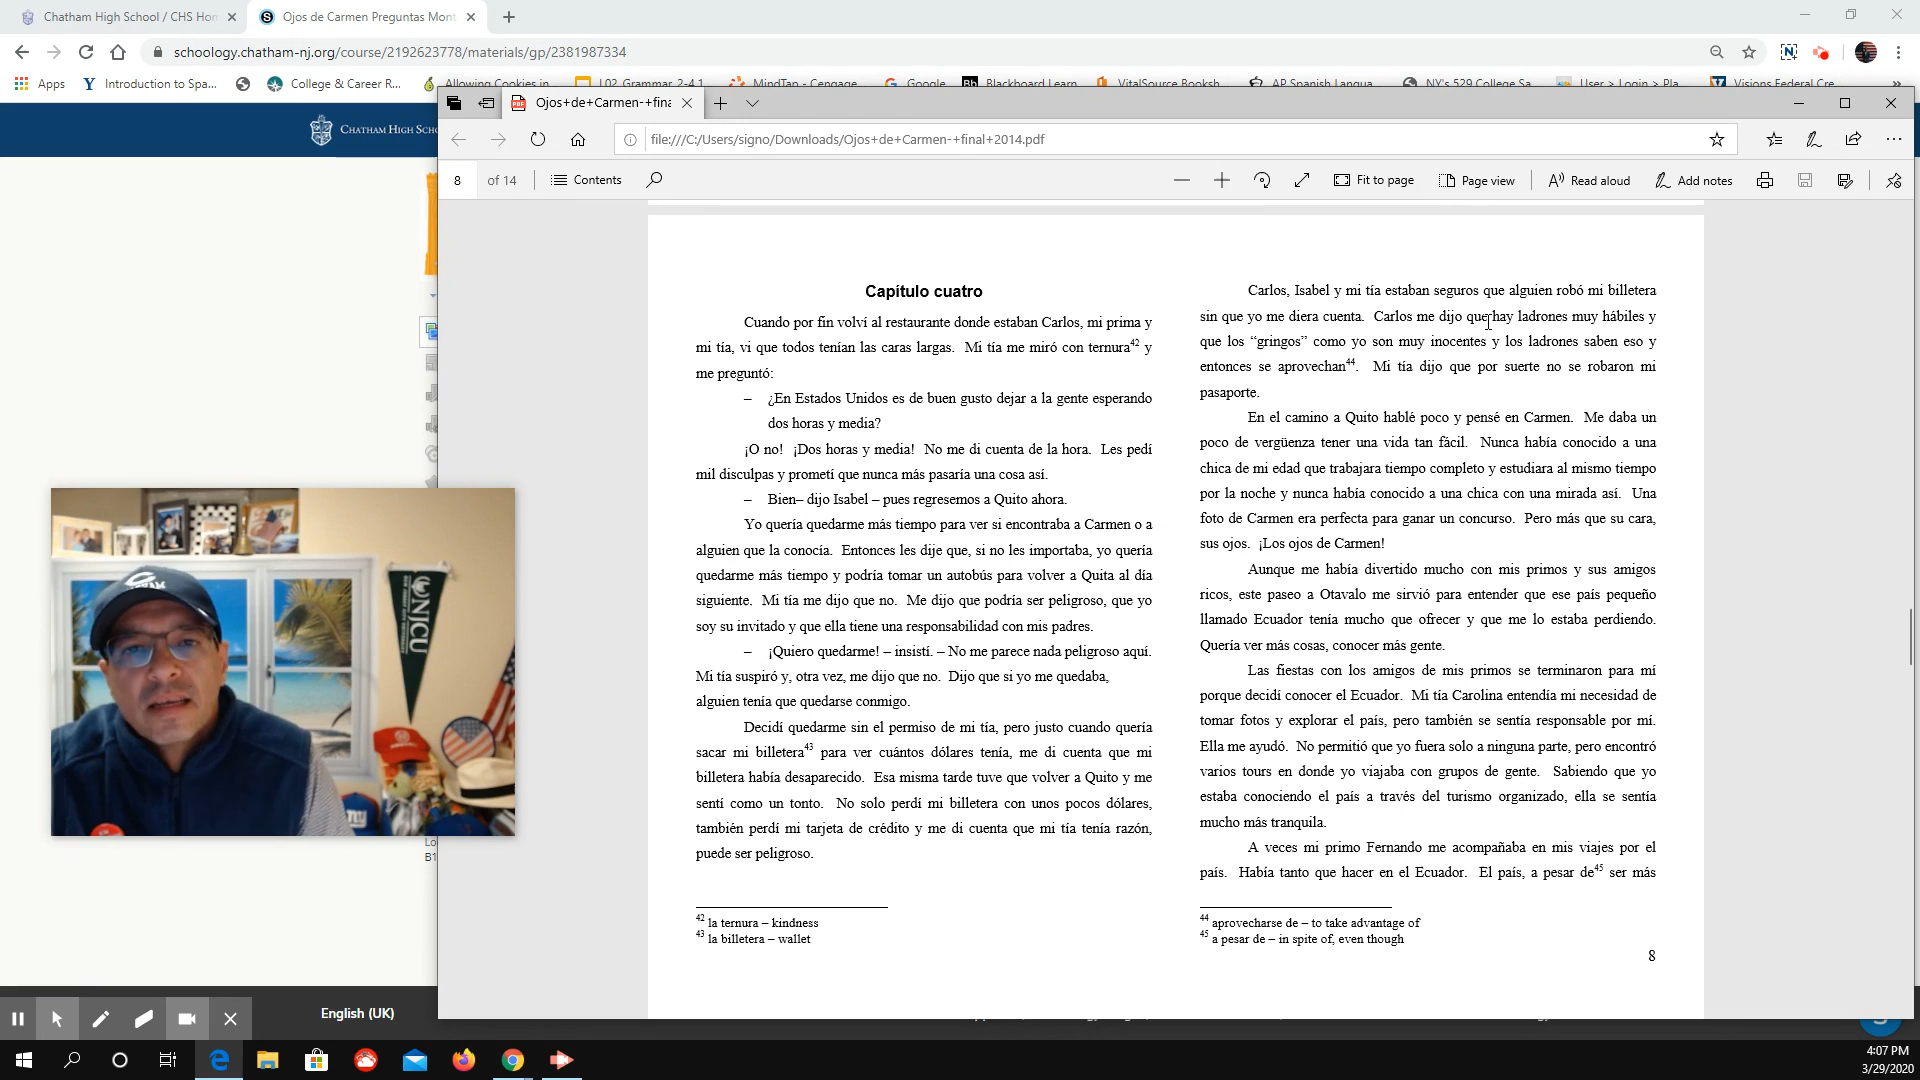 Chatham High School / CHS Hom
Ojos de Carmen Preguntas Mont
schoology.chatham-nj.org/course/2192623778/materials/gp/2381987334
Apps
Introduction to Spa...
College & Career R...
Allowing Cookies in
L02 Grammar 2-4.1
MindTap - Cengage
Google
Blackboard Learn
VitalSource Booksh
AP Spanish Langua
NY's 529 College Sa
User > Login > Pla
Visions Federal Cre
CHATHAM HIGH SCHO
Ojos+de+Carmen-+fina
file:///C:/Users/signo/Downloads/Ojos+de+Carmen-+final+2014.pdf
8 of 14
Contents
Fit to page
Page view
Read aloud
Add notes
Capítulo cuatro
Cuando por fin volví al restaurante donde estaban Carlos, mi prima y
mi tía, vi que todos tenían las caras largas. Mi tía me miró con ternura42 y
me preguntó:
– ¿En Estados Unidos es de buen gusto dejar a la gente esperando
dos horas y media?
¡O no! ¡Dos horas y media! No me di cuenta de la hora. Les pedí
mil disculpas y prometí que nunca más pasaría una cosa así.
– Bien– dijo Isabel – pues regresemos a Quito ahora.
Yo quería quedarme más tiempo para ver si encontraba a Carmen o a
alguien que la conocía. Entonces les dije que, si no les importaba, yo quería
quedarme más tiempo y podría tomar un autobús para volver a Quita al día
siguiente. Mi tía me dijo que no. Me dijo que podría ser peligroso, que yo
soy su invitado y que ella tiene una responsabilidad con mis padres.
– ¡Quiero quedarme! – insistí. – No me parece nada peligroso aquí.
Mi tía suspiró y, otra vez, me dijo que no. Dijo que si yo me quedaba,
alguien tenía que quedarse conmigo.
Decidí quedarme sin el permiso de mi tía, pero justo cuando quería
sacar mi billetera43 para ver cuántos dólares tenía, me di cuenta que mi
billetera había desaparecido. Esa misma tarde tuve que volver a Quito y me
sentí como un tonto. No solo perdí mi billetera con unos pocos dólares,
también perdí mi tarjeta de crédito y me di cuenta que mi tía tenía razón,
puede ser peligroso.
42 la ternura – kindness
43 la billetera – wallet
Carlos, Isabel y mi tía estaban seguros que alguien robó mi billetera
sin que yo me diera cuenta. Carlos me dijo que hay ladrones muy hábiles y
que los “gringos” como yo son muy inocentes y los ladrones saben eso y
entonces se aprovechan44. Mi tía dijo que por suerte no se robaron mi
pasaporte.
En el camino a Quito hablé poco y pensé en Carmen. Me daba un
poco de vergüenza tener una vida tan fácil. Nunca había conocido a una
chica de mi edad que trabajara tiempo completo y estudiara al mismo tiempo
por la noche y nunca había conocido a una chica con una mirada así. Una
foto de Carmen era perfecta para ganar un concurso. Pero más que su cara,
sus ojos. ¡Los ojos de Carmen!
Aunque me había divertido mucho con mis primos y sus amigos
ricos, este paseo a Otavalo me sirvió para entender que ese país pequeño
llamado Ecuador tenía mucho que ofrecer y que me lo estaba perdiendo.
Quería ver más cosas, conocer más gente.
Las fiestas con los amigos de mis primos se terminaron para mí
porque decidí conocer el Ecuador. Mi tía Carolina entendía mi necesidad de
tomar fotos y explorar el país, pero también se sentía responsable por mí.
Ella me ayudó. No permitió que yo fuera solo a ninguna parte, pero encontró
varios tours en donde yo viajaba con grupos de gente. Sabiendo que yo
estaba conociendo el país a través del turismo organizado, ella se sentía
mucho más tranquila.
A veces mi primo Fernando me acompañaba en mis viajes por el
país. Había tanto que hacer en el Ecuador. El país, a pesar de45 ser más
44 aprovecharse de – to take advantage of
45 a pesar de – in spite of, even though
8
NJCU
English (UK)
4:07 PM
3/29/2020